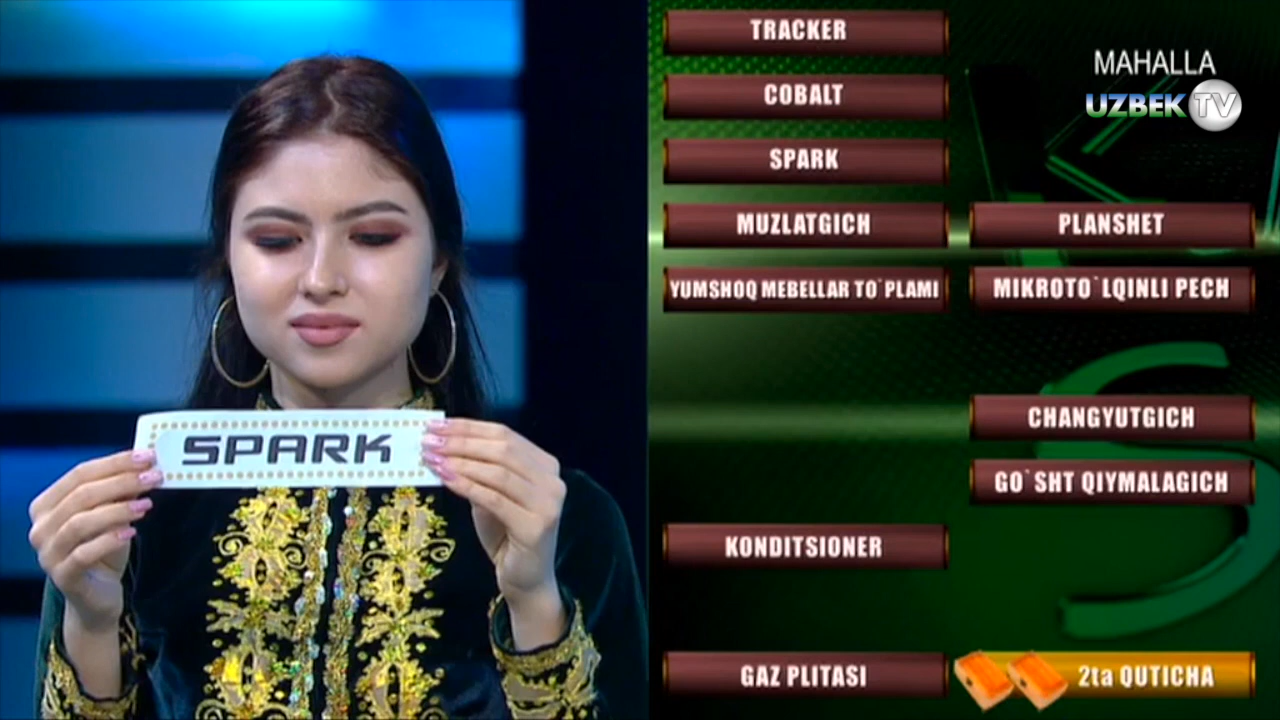 TRACKER
COBALT
SPARK
MUZLATGICH
YUMSHOQ MEBELLAR TO`PLAMI
KONDITSIONER
GAZ PLITASI
PLANSHET
MIKROTO`LQINLI PECH
CHANGYUTGICH
GO`SHT QIYMALAGICH
2ta QUTICHA
MAHALLA
UZBEK TV
SPARK